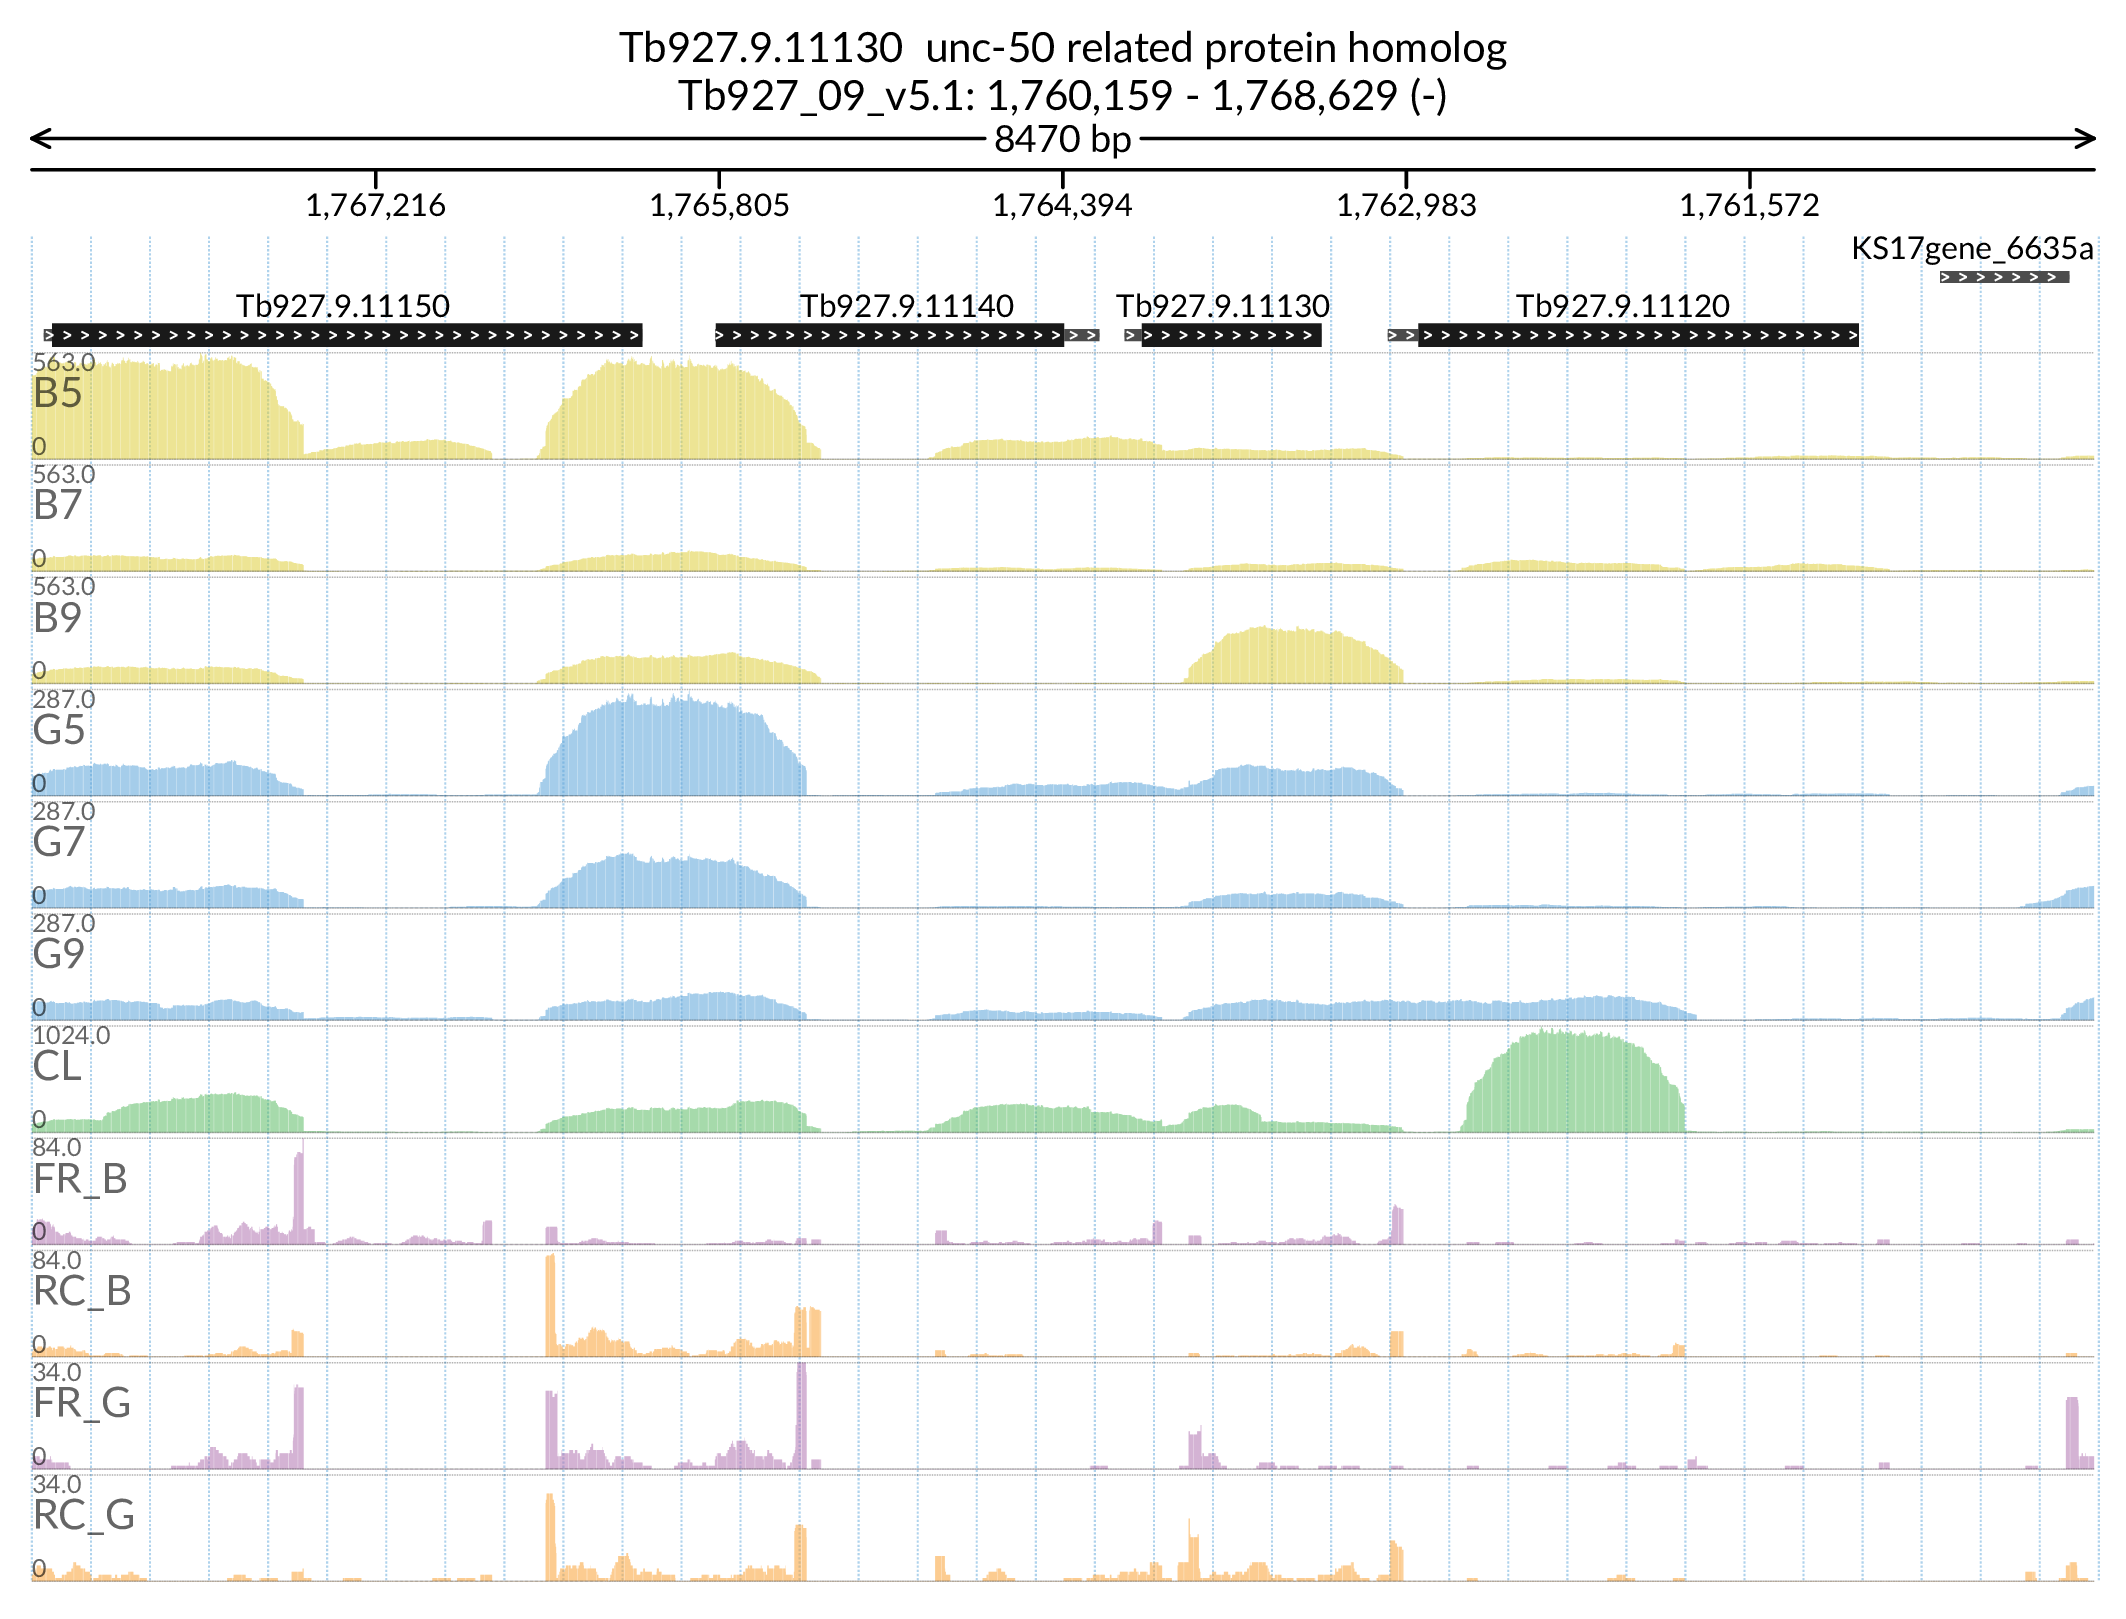 Tb927.9.11130  unc-50 related protein homolog
Tb927_09_v5.1: 1,760,159 - 1,768,629 (-)
8470 bp
1,767,216 1,765,805 1,764,394 1,762,983 1,761,572
KS17gene_6635a
Tb927.9.11150 Tb927.9.11140 Tb927.9.11130 Tb927.9.11120
563.0
B5
0
563.0
B7
0
563.0
B9
0
287.0
G5
0
287.0
G7
0
287.0
G9
0
1024.0
CL
0
84.0
FR_B
0
84.0
RC_B
0
34.0
FR_G
0
34.0
RC_G
0